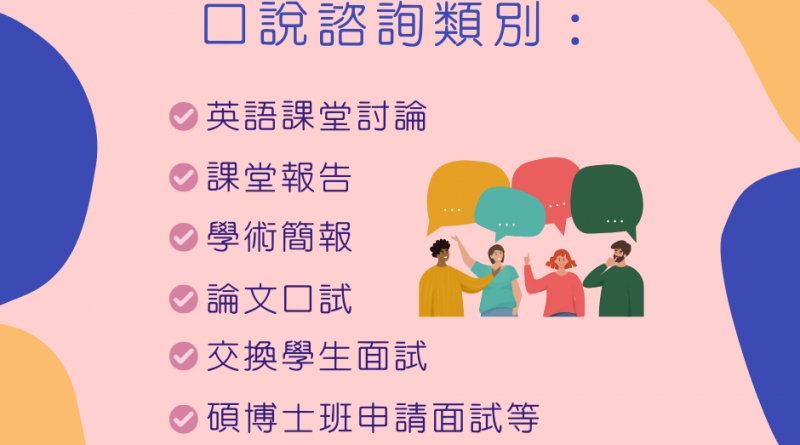 口說諮詢類別：
英語課堂討論
課堂報告
學術簡報
論文口試
交換學生面試
碩博士班申請面試等